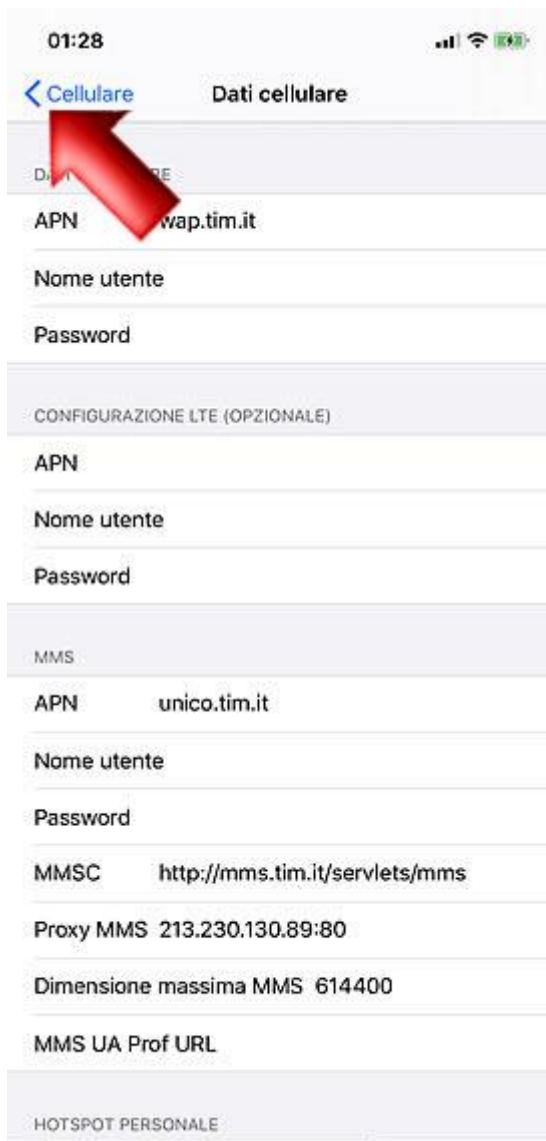 01:28
Cellulare Dati cellulare
APN wap.tim.it
Nome utente
Password
CONFIGURAZIONE LTE (OPZIONALE)
APN
Nome utente
Password
MMS
APN unico.tim.it
Nome utente
Password
MMSC http://mms.tim.it/servlets/mms
Proxy MMS 213.230.130.89:80
Dimensione massima MMS 614400
MMS UA Prof URL
HOTSPOT PERSONALE